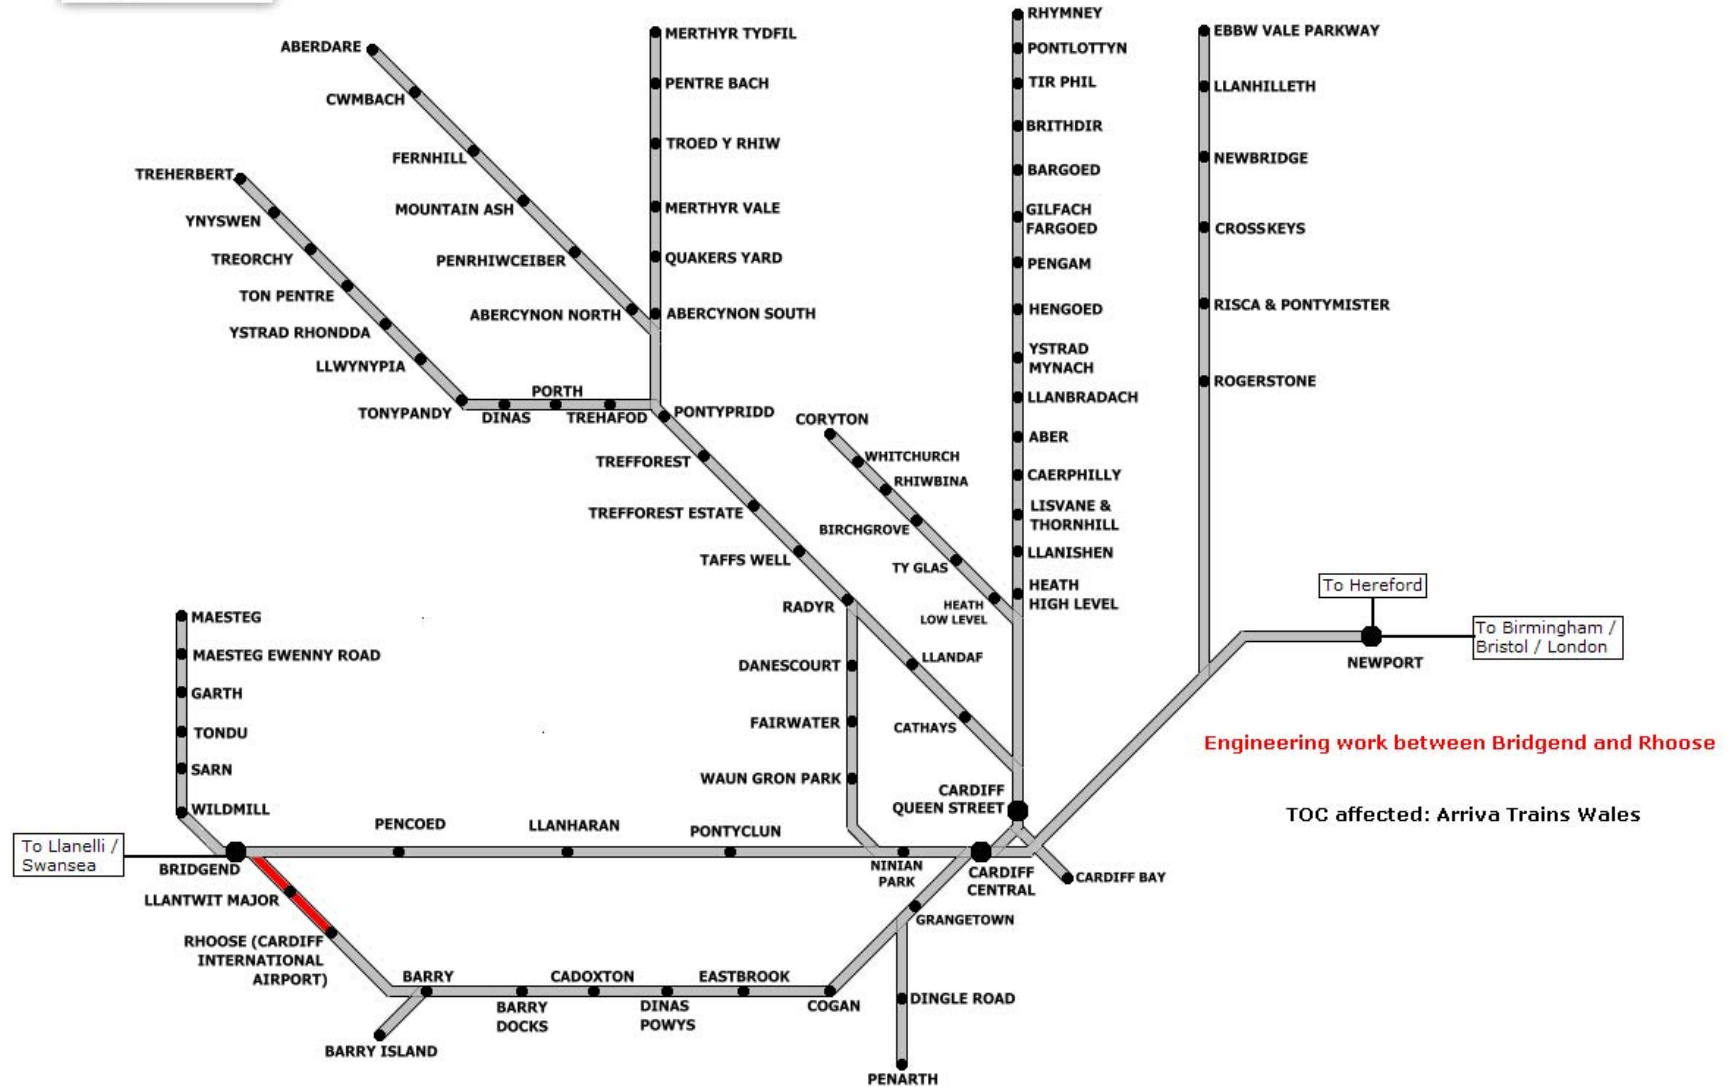 RHYMNEY
PONTLOTTYN
TIR PHIL
BRITHDIR
BARGOED
GILFACH
FARGOED
PENGAM
HENGOED
YSTRAD
MYNACH
LLANBRADACH
ABER
CAERPHILLY
LISVANE &
THORNHILL
LLANISHEN
HEATH
HIGH LEVEL
EBBW VALE PARKWAY
LLANHILLETH
NEWBRIDGE
CROSSKEYS
RISCA & PONTYMISTER
ROGERSTONE
MERTHYR TYDFIL
PENTRE BACH
TROED Y RHIW
MERTHYR VALE
QUAKERS YARD
ABERCYNON SOUTH
ABERDARE
CWMBACH
FERNHILL
MOUNTAIN ASH
PENRHIWCEIBER
ABERCYNON NORTH
TREHERBERT
YNYSWEN
TREORCHY
TON PENTRE
YSTRAD RHONDDA
LLWYNYPIA
TONYPANDY
DINAS
PORTH
TREHAFOD
PONTYPRIDD
TREFFOREST
TREFFOREST ESTATE
TAFFS WELL
RADYR
LLANDAF
CATHAYS
CORYTON
WHITCHURCH
RHIWBINA
BIRCHGROVE
TY GLAS
HEATH
LOW LEVEL
DANESCOURT
FAIRWATER
WAUN GRON PARK
CARDIFF
QUEEN STREET
To Hereford
To Birmingham /
Bristol / London
NEWPORT
Engineering work between Bridgend and Rhoose
TOC affected: Arriva Trains Wales
MAESTEG
MAESTEG EWENNY ROAD
GARTH
TONDU
SARN
WILDMILL
To Llanelli /
Swansea
BRIDGEND
PENCOED
LLANHARAN
PONTYCLUN
NINIAN
PARK
CARDIFF
CENTRAL
CARDIFF BAY
LLANTWIT MAJOR
RHOOSE (CARDIFF
INTERNATIONAL
AIRPORT)
GRANGETOWN
BARRY
BARRY
DOCKS
CADOXTON
DINAS
POWYS
EASTBROOK
COGAN
DINGLE ROAD
BARRY ISLAND
PENARTH